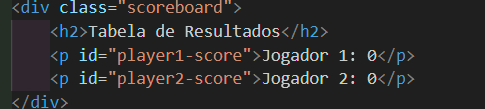 <div class="scoreboard">
<h2>Tabela de Resultados</h2>
<p id="player1-score">Jogador 1: 0</p>
<p id="player2-score">Jogador 2: 0</p>
</div>